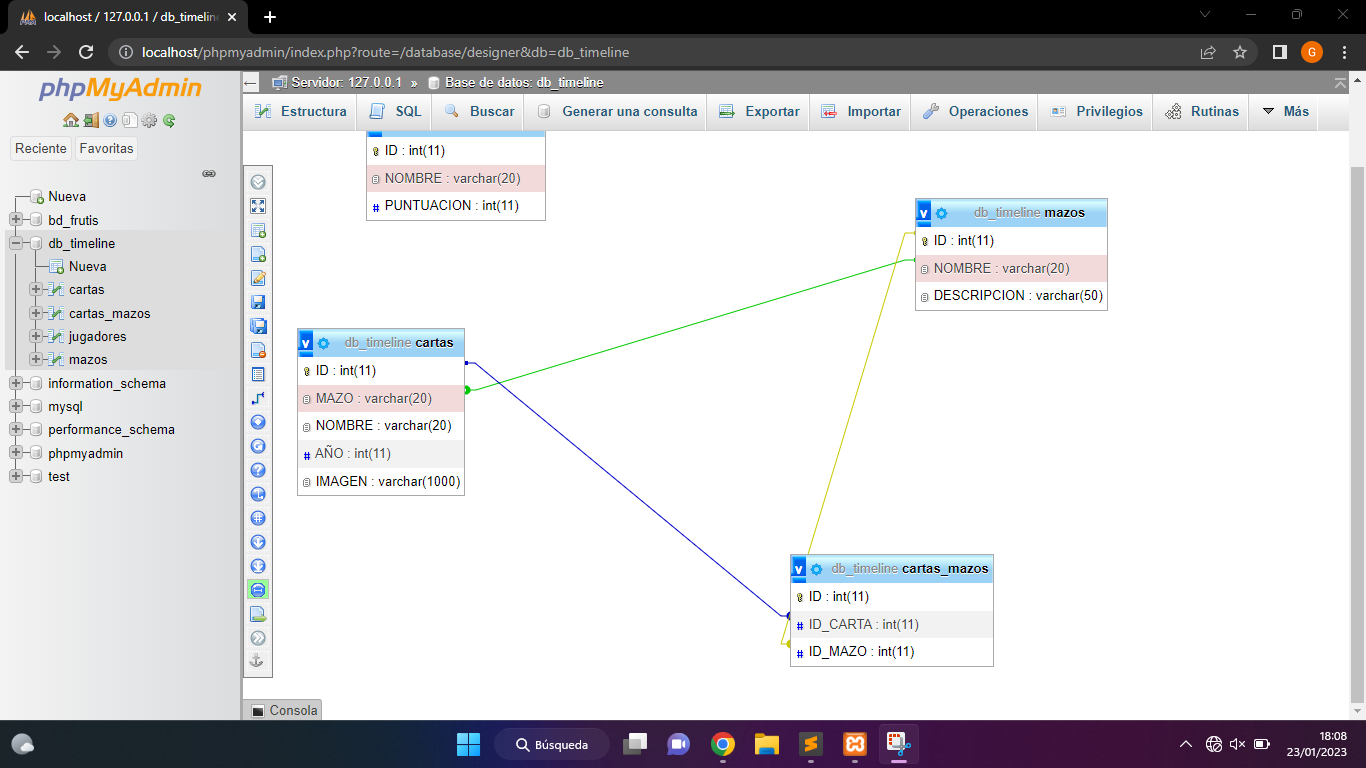 localhost / 127.0.0.1 / db_timelin
localhost/phpmyadmin/index.php?route=/database/designer&db=db_timeline
G
phpMyAdmin
Reciente
Favoritas
Nueva
bd_frutis
db_timeline
Nueva
cartas
cartas_mazos
jugadores
mazos
information_schema
mysql
performance_schema
phpmyadmin
test
Servidor: 127.0.0.1 » Base de datos: db_timeline
Estructura
SQL
Buscar
Generar una consulta
Exportar
Importar
Operaciones
Privilegios
Rutinas
Más
ID : int(11)
NOMBRE : varchar(20)
# PUNTUACION : int(11)
v db_timeline mazos
ID : int(11)
NOMBRE : varchar(20)
DESCRIPCION : varchar(50)
v db_timeline cartas
ID : int(11)
MAZO : varchar(20)
NOMBRE : varchar(20)
# AÑO : int(11)
IMAGEN : varchar(1000)
v db_timeline cartas_mazos
ID : int(11)
# ID_CARTA : int(11)
# ID_MAZO : int(11)
Consola
Búsqueda
18:08
23/01/2023